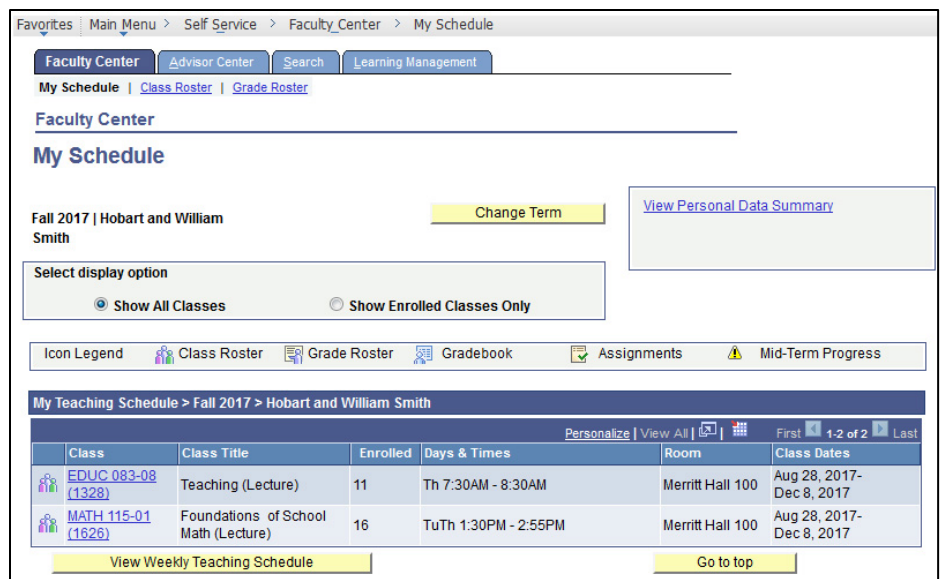 Favorites Main Menu > Self Service > Faculty Center > My Schedule
Faculty Center Advisor Center Search Learning Management
My Schedule | Class Roster | Grade Roster
Faculty Center
My Schedule
Fall 2017 | Hobart and William
Smith
Change Term
View Personal Data Summary
Select display option
Show All Classes Show Enrolled Classes Only
Icon Legend Class Roster Grade Roster Gradebook Assignments Mid-Term Progress
My Teaching Schedule > Fall 2017 > Hobart and William Smith
Personalize | View All | | First 1-2 of 2 Last
Class Class Title Enrolled Days & Times Room Class Dates
EDUC 083-08
(1328)
Teaching (Lecture) 11 Th 7:30AM - 8:30AM Merritt Hall 100
Aug 28, 2017-
Dec 8, 2017
MATH 115-01
(1626)
Foundations of School
Math (Lecture)
16 TuTh 1:30PM - 2:55PM Merritt Hall 100
Aug 28, 2017-
Dec 8, 2017
View Weekly Teaching Schedule Go to top